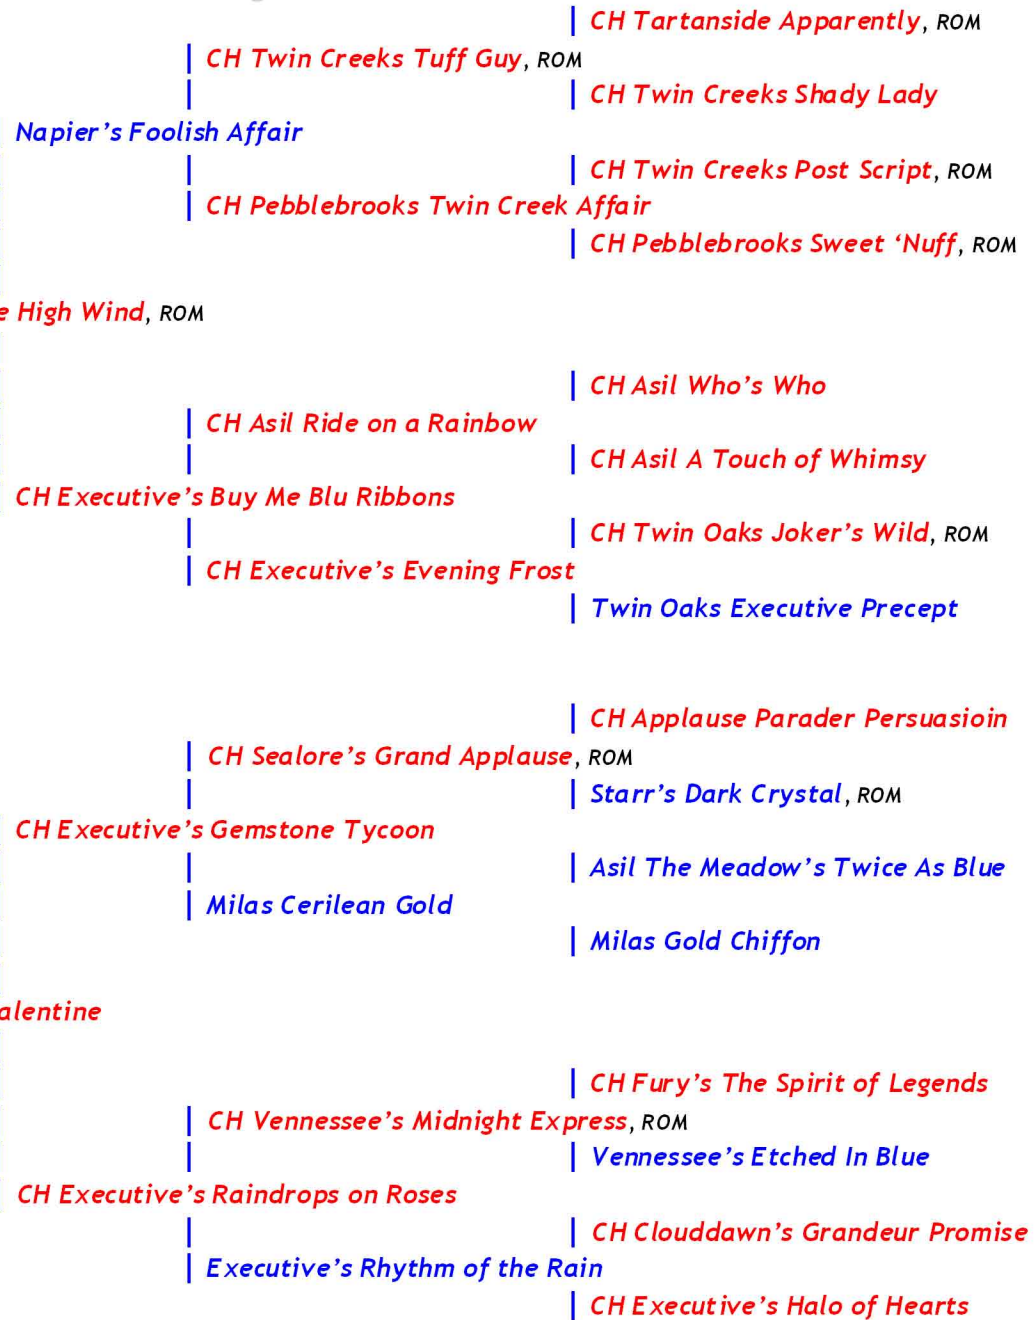 CH Tartanside Apparently, ROM
CH Twin Creeks Tuff Guy, ROM
CH Twin Creeks Shady Lady
Napier’s Foolish Affair
CH Twin Creeks Post Script, ROM
CH Pebblebrooks Twin Creek Affair
CH Pebblebrooks Sweet ‘Nuff, ROM
High Wind, ROM
CH Asil Who’s Who
CH Asil Ride on a Rainbow
CH Asil A Touch of Whimsy
CH Executive’s Buy Me Blu Ribbons
CH Twin Oaks Joker’s Wild, ROM
CH Executive’s Evening Frost
Twin Oaks Executive Precept
CH Applause Parader Persuasioin
CH Sealore’s Grand Applause, ROM
Starr’s Dark Crystal, ROM
CH Executive’s Gemstone Tycoon
Asil The Meadow’s Twice As Blue
Milas Cerilean Gold
Milas Gold Chiffon
alentine
CH Fury’s The Spirit of Legends
CH Vennessee’s Midnight Express, ROM
Vennessee’s Etched In Blue
CH Executive’s Raindrops on Roses
CH Clouddawn’s Grandeur Promise
Executive’s Rhythm of the Rain
CH Executive’s Halo of Hearts